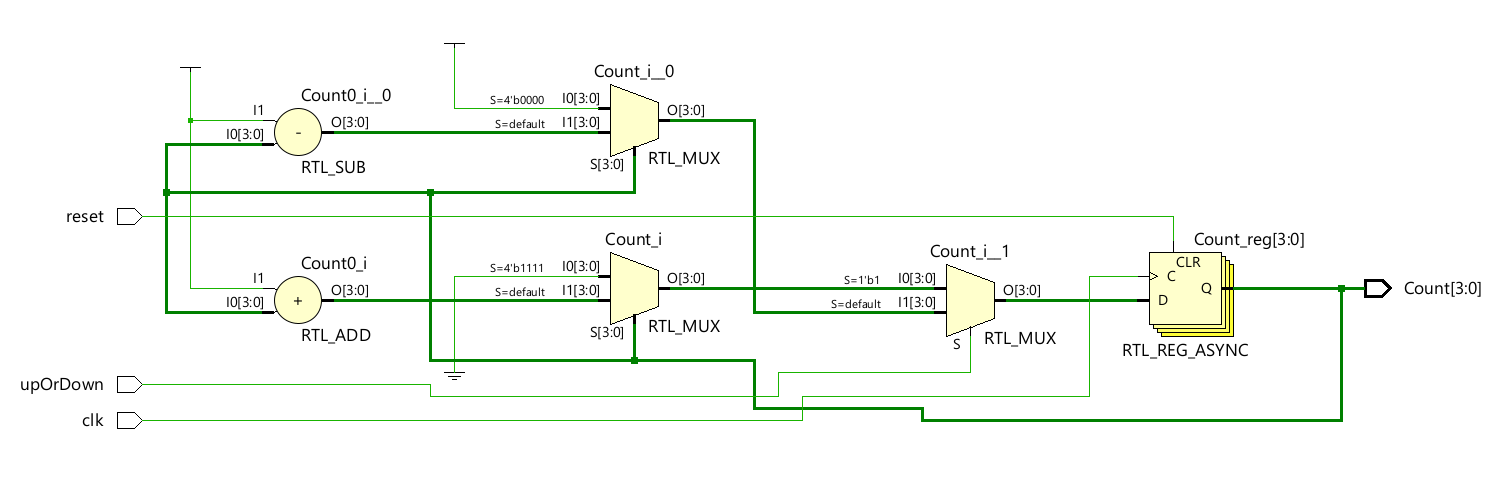 Count_i__0
Count0_i__0
S=4'b0000
I0[3:0]
I1
O[3:0]
O[3:0]
S=default
I1[3:0]
I0[3:0]
-
RTL_SUB
S[3:0]
RTL_MUX
reset
Count_i
Count_i__1
Count_reg[3:0]
Count0_i
S=4'b1111
I0[3:0]
CLR
I1
O[3:0]
S=1'b1
I0[3:0]
C
O[3:0]
S=default
I1[3:0]
O[3:0]
Q
Count[3:0]
I0[3:0]
+
S=default
I1[3:0]
D
RTL_ADD
S[3:0]
RTL_MUX
S
RTL_MUX
RTL_REG_ASYNC
upOrDown
clk